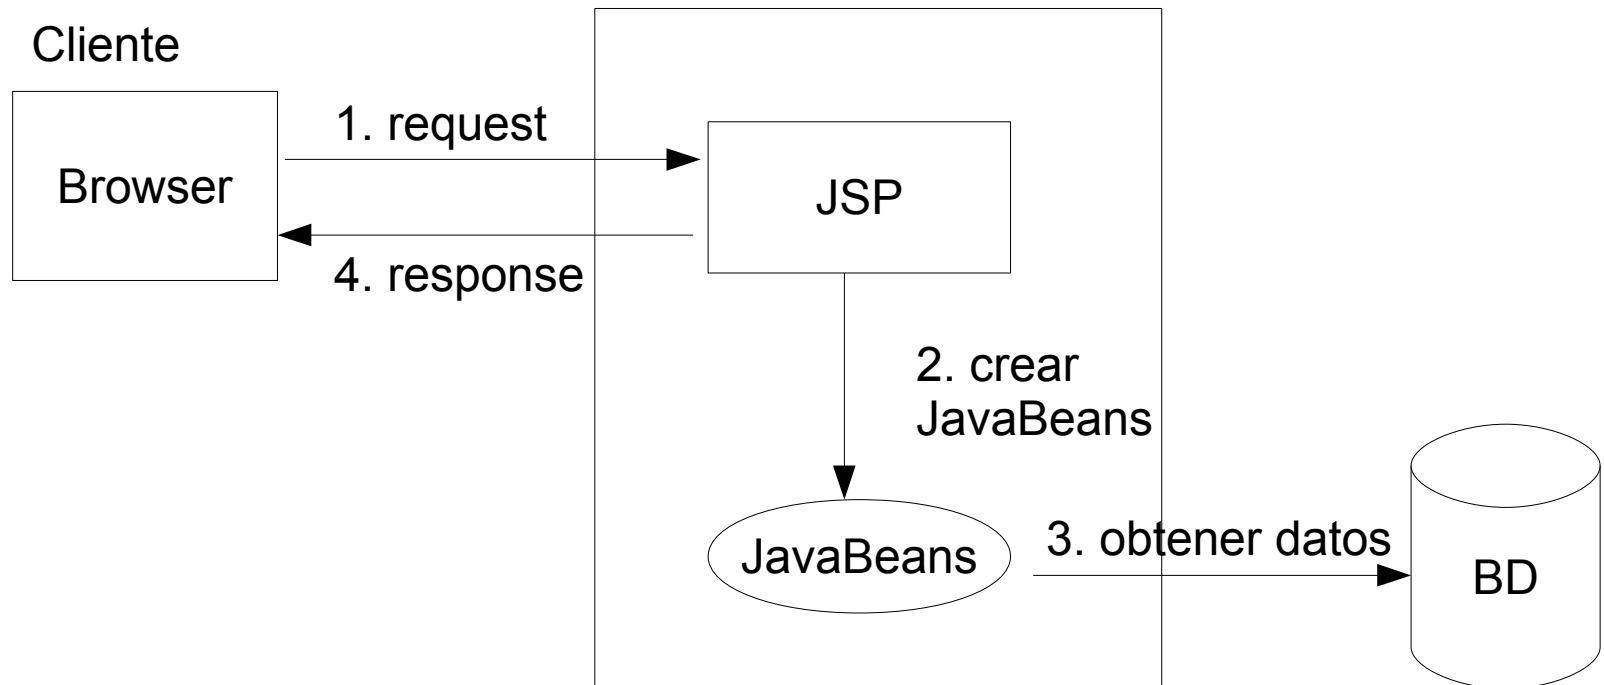 Cliente
1. request
Browser
JSP
4. response
2. crear
JavaBeans
3. obtener datos
JavaBeans
BD